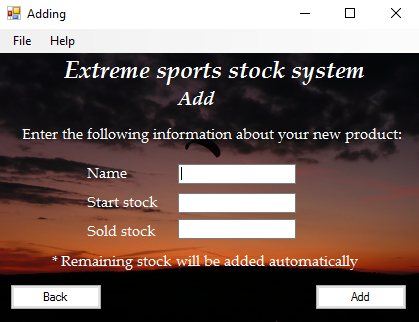 Adding
File Help
Extreme sports stock system
Add
Enter the following information about your new product:
Name
Start stock
Sold stock
* Remaining stock will be added automatically
Back Add